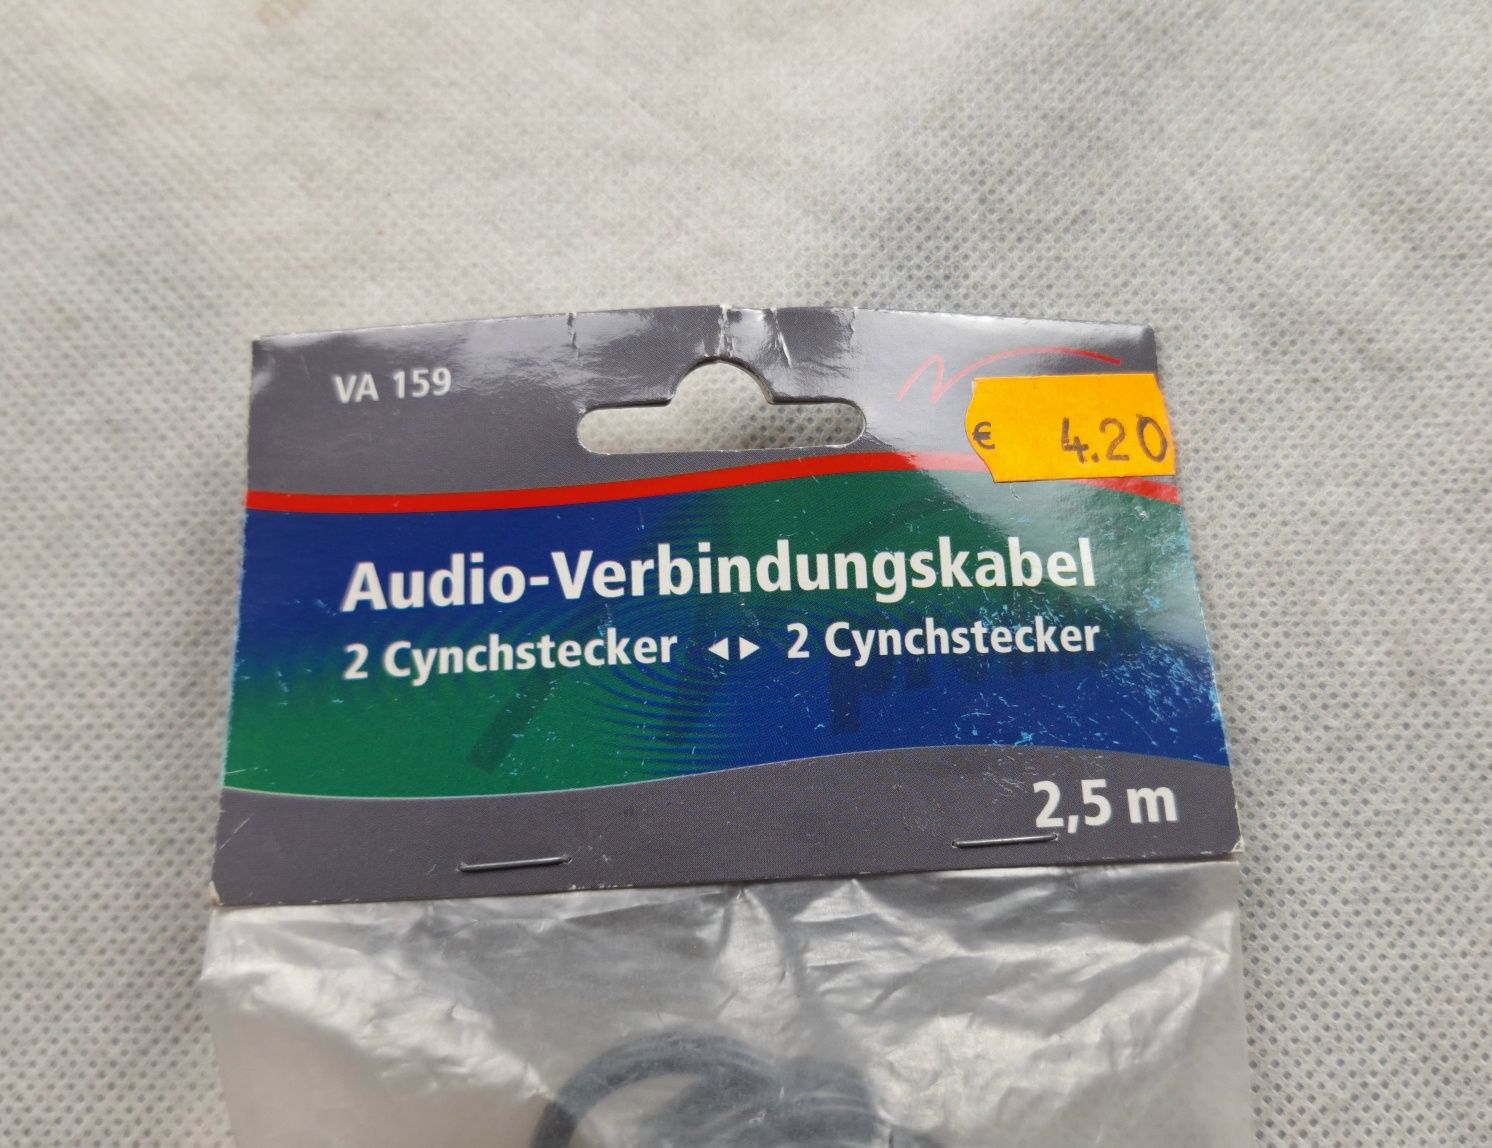 VA 159
€ 4.20
Audio-Verbindungskabel
2 Cynchstecker ◄► 2 Cynchstecker
2,5 m